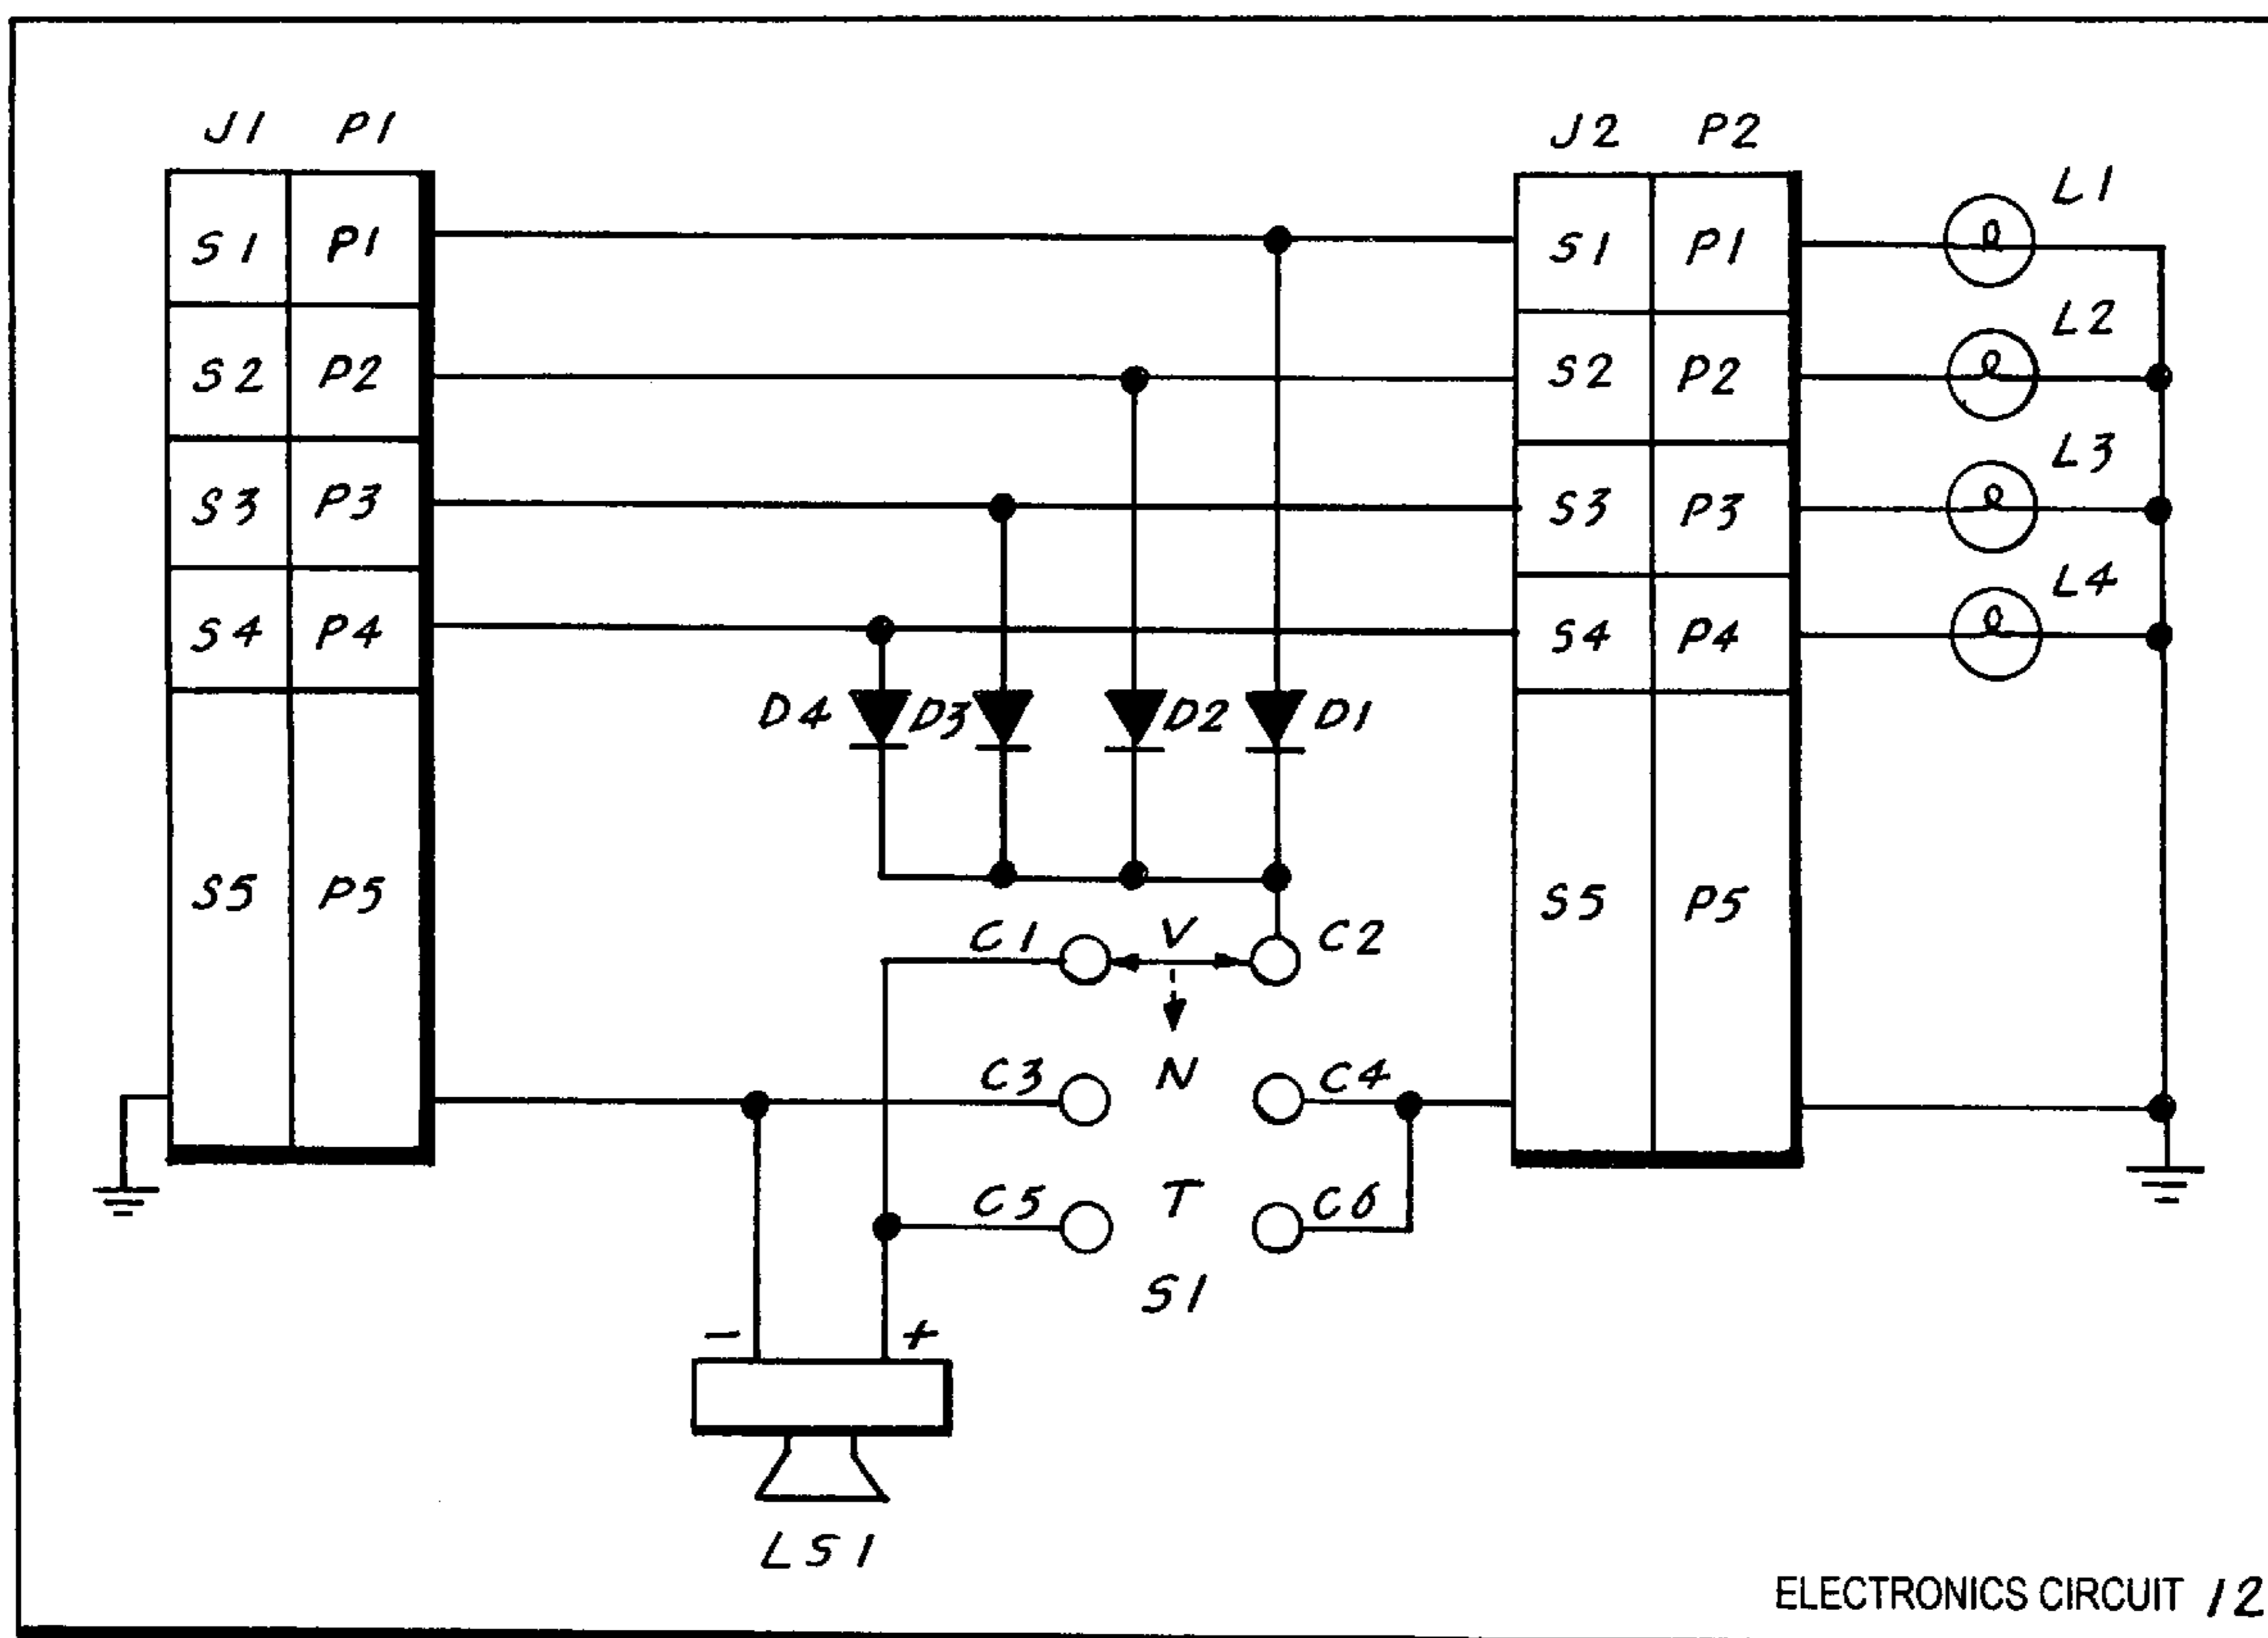 J1 P1
J2 P2
L1
S1 P1
S1 P1
L2
S2 P2
S2 P2
L3
S3 P3
S3 P3
L4
S4 P4
S4 P4
D4 D3 D2 D1
S5 P5
S5 P5
C1 V C2
C3 N C4
C5 T C6
S1
- +
LS1
ELECTRONICS CIRCUIT 12